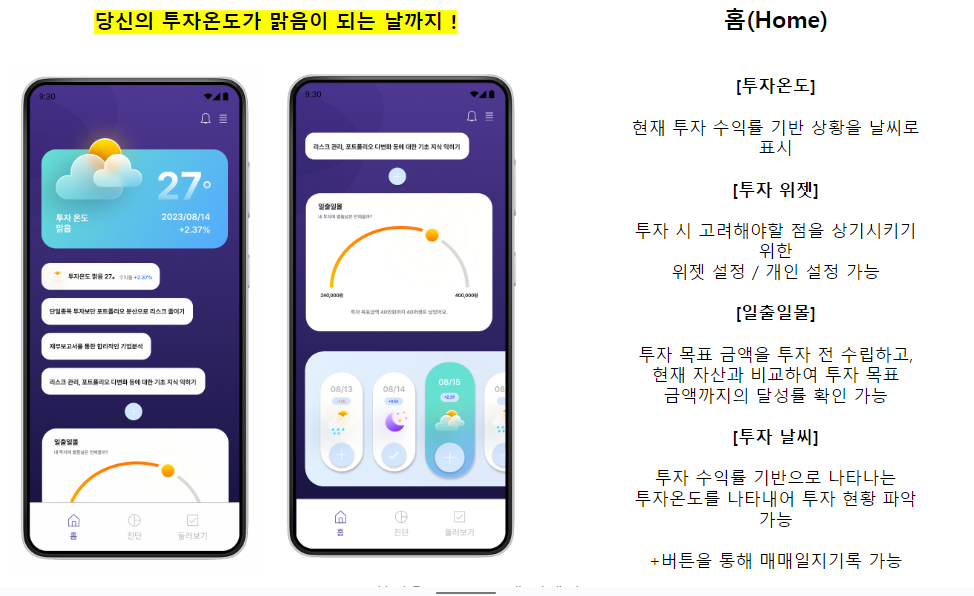 당신의 투자온도가 맑음이 되는 날까지 !
9:30
27°
투자 온도
맑음
2023/08/14
+2.37%
투자온도 맑음 27°
수익률 +2.37%
단일종목 투자보단 포트폴리오 분산으로 리스크 줄이기
재무보고서를 통한 합리적인 기업분석
리스크 관리, 포트폴리오 다변화 등에 대한 기초 지식 익히기
일출일몰
홈
진단
둘러보기
9:30
리스크 관리, 포트폴리오 다변화 등에 대한 기초 지식 익히기
일출일몰
240,000원
400,000원
08/13
08/14
08/15
+2.37
08
홈
진단
둘러보기
홈(Home)
[투자온도]
현재 투자 수익률 기반 상황을 날씨로
표시
[투자 위젯]
투자 시 고려해야할 점을 상기시키기
위한
위젯 설정 / 개인 설정 가능
[일출일몰]
투자 목표 금액을 투자 전 수립하고,
현재 자산과 비교하여 투자 목표
금액까지의 달성률 확인 가능
[투자 날씨]
투자 수익률 기반으로 나타나는
투자온도를 나타내어 투자 현황 파악
가능
+버튼을 통해 매매일지기록 가능